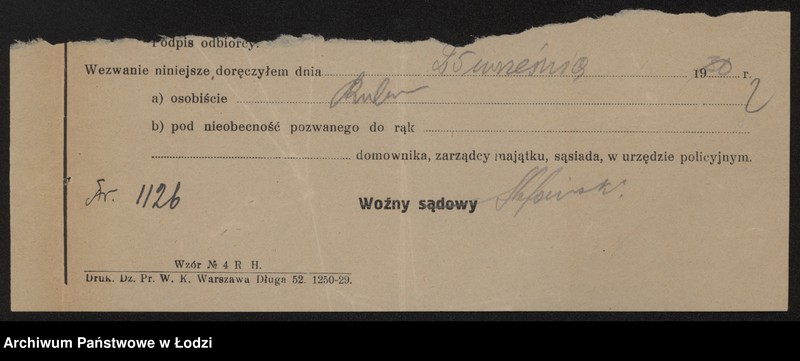 Podpis odbiorcy:
Wezwanie niniejsze doręczyłem dnia 25 września 1930 r.
a) osobiście
b) pod nieobecność pozwanego do rąk
domownika, zarządcy majątku, sąsiada, w urzędzie policyjnym.
Nr. 1126
Woźny sądowy
Wzór № 4 R H.
Druk. Dz. Pr. W. K. Warszawa Długa 52. 1250-29.
Archiwum Państwowe w Łodzi